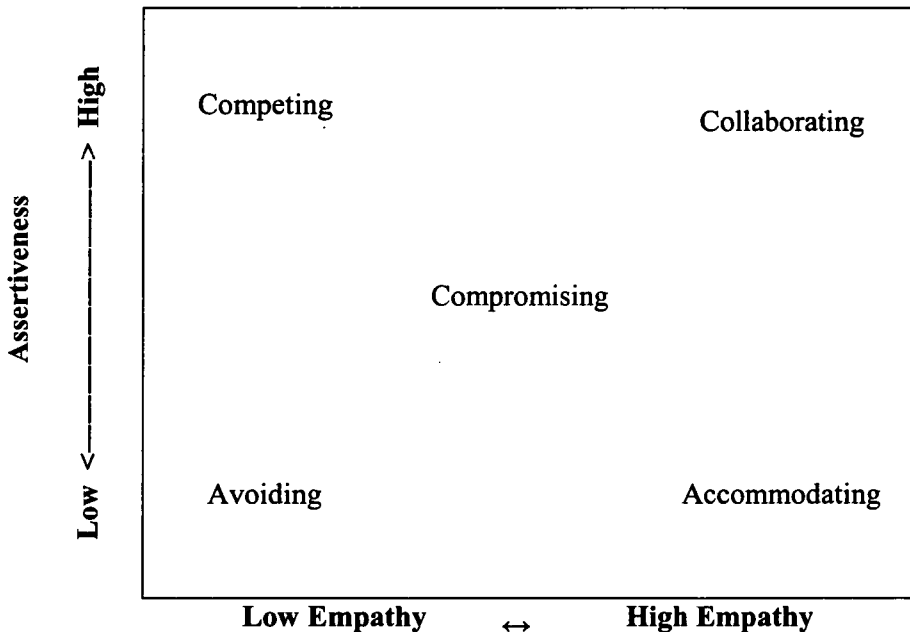 High
Competing
Collaborating
Assertiveness
<------------->
Compromising
Low
Avoiding
Accommodating
Low Empathy ↔ High Empathy